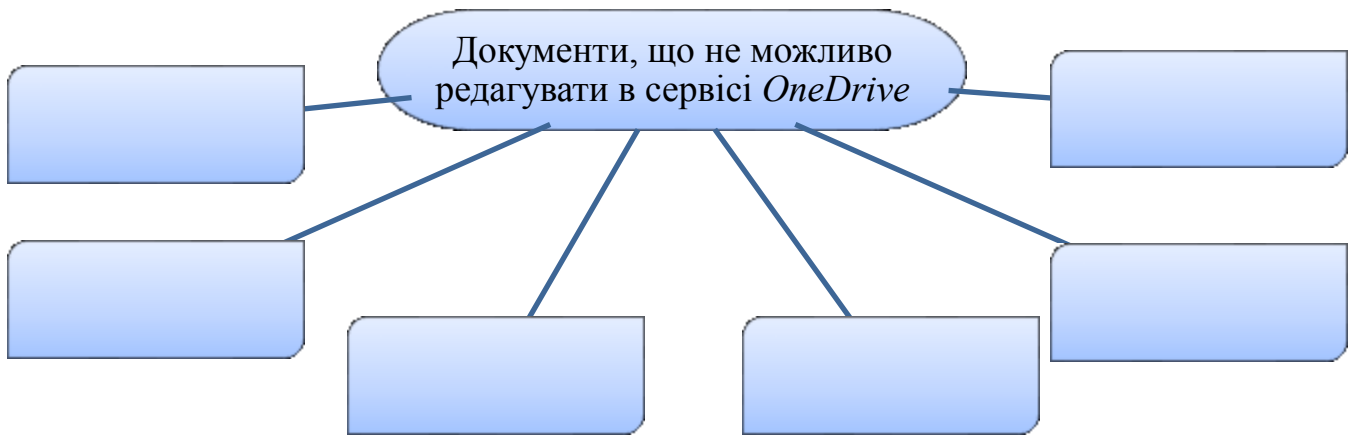 Документи, що не можливо
редагувати в сервісі OneDrive